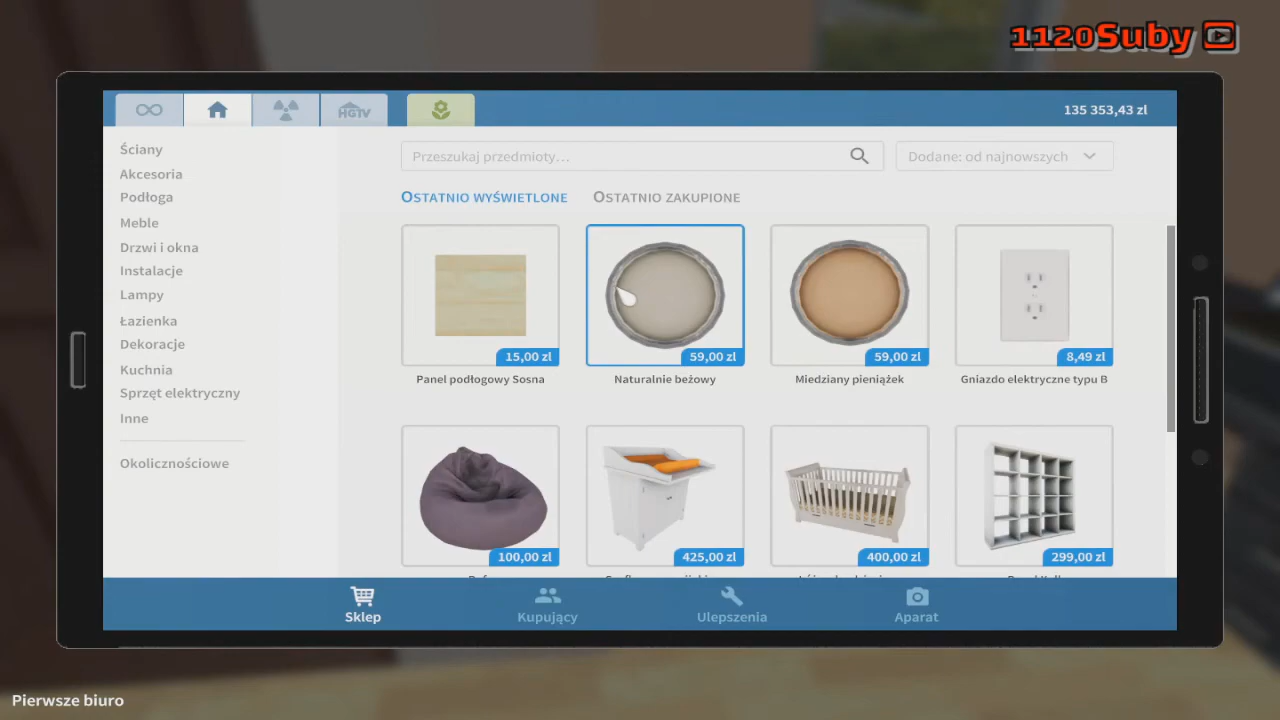 1120Suby
HGTV
135 353,43 zl
Ściany
Akcesoria
Podłoga
Meble
Drzwi i okna
Instalacje
Lampy
Łazienka
Dekoracje
Kuchnia
Sprzęt elektryczny
Inne
Okolicznościowe
Przeszukaj przedmioty...
Dodane: od najnowszych
OSTATNIO WYŚWIETLONE
OSTATNIO ZAKUPIONE
15,00 zl
59,00 zl
59,00 zl
8,49 zl
Panel podłogowy Sosna
Naturalnie beżowy
Miedziany pieniążek
Gniazdo elektryczne typu B
100,00 zl
425,00 zl
400,00 zl
299,00 zl
Sklep
Kupujący
Ulepszenia
Aparat
Pierwsze biuro